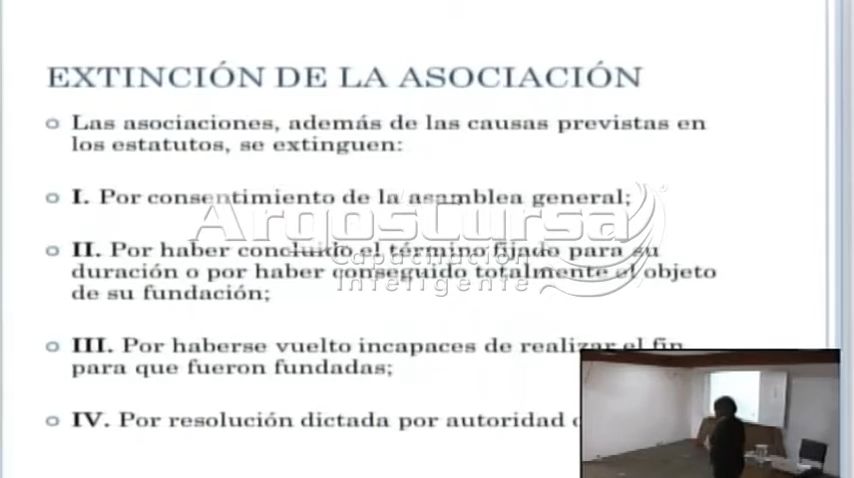 EXTINCIÓN DE LA ASOCIACIÓN
Las asociaciones, además de las causas previstas en
los estatutos, se extinguen:
I. Por consentimiento de la asamblea general;
II. Por haber concluido el término fijado para su
duración o por haber conseguido totalmente el objeto
de su fundación;
III. Por haberse vuelto incapaces de realizar el fin
para que fueron fundadas;
IV. Por resolución dictada por autoridad
ArgosCursa
Capacitación
Inteligente